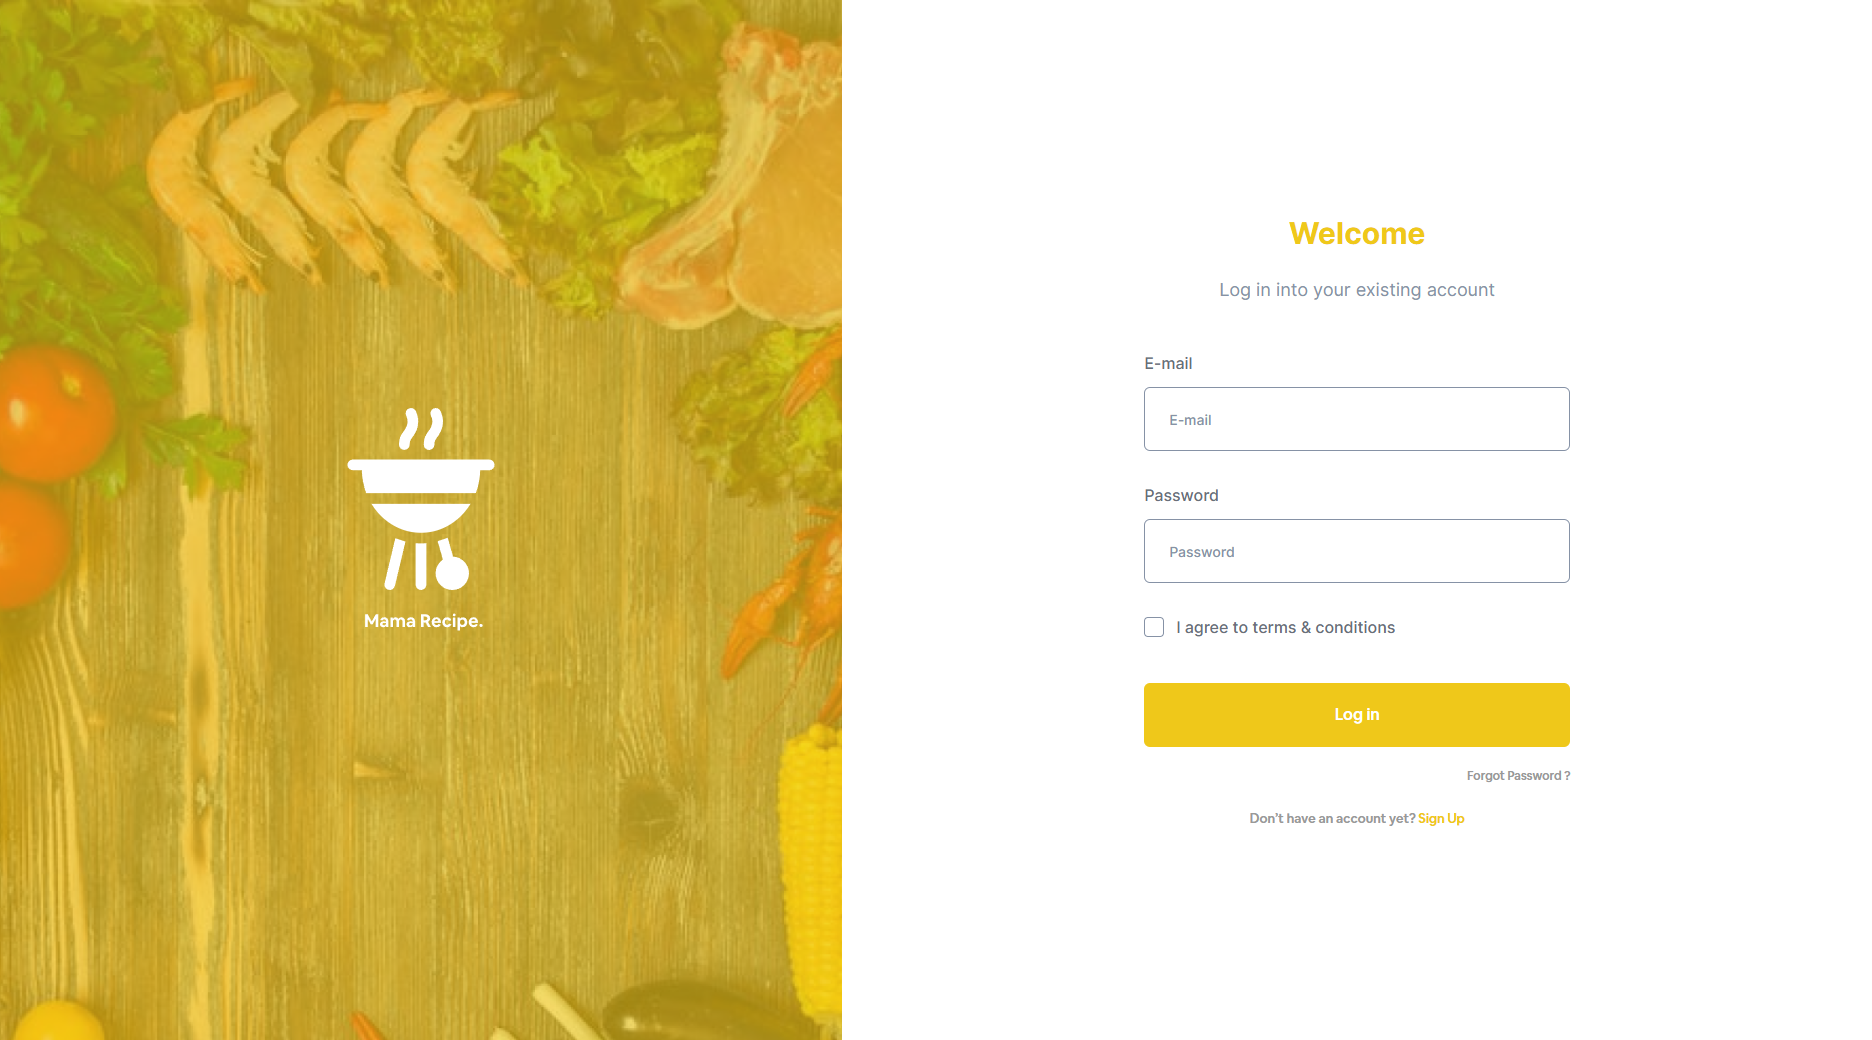 Mama Recipe.
Welcome
Log in into your existing account
E-mail
E-mail
Password
Password
I agree to terms & conditions
Log in
Forgot Password ?
Don't have an account yet? Sign Up